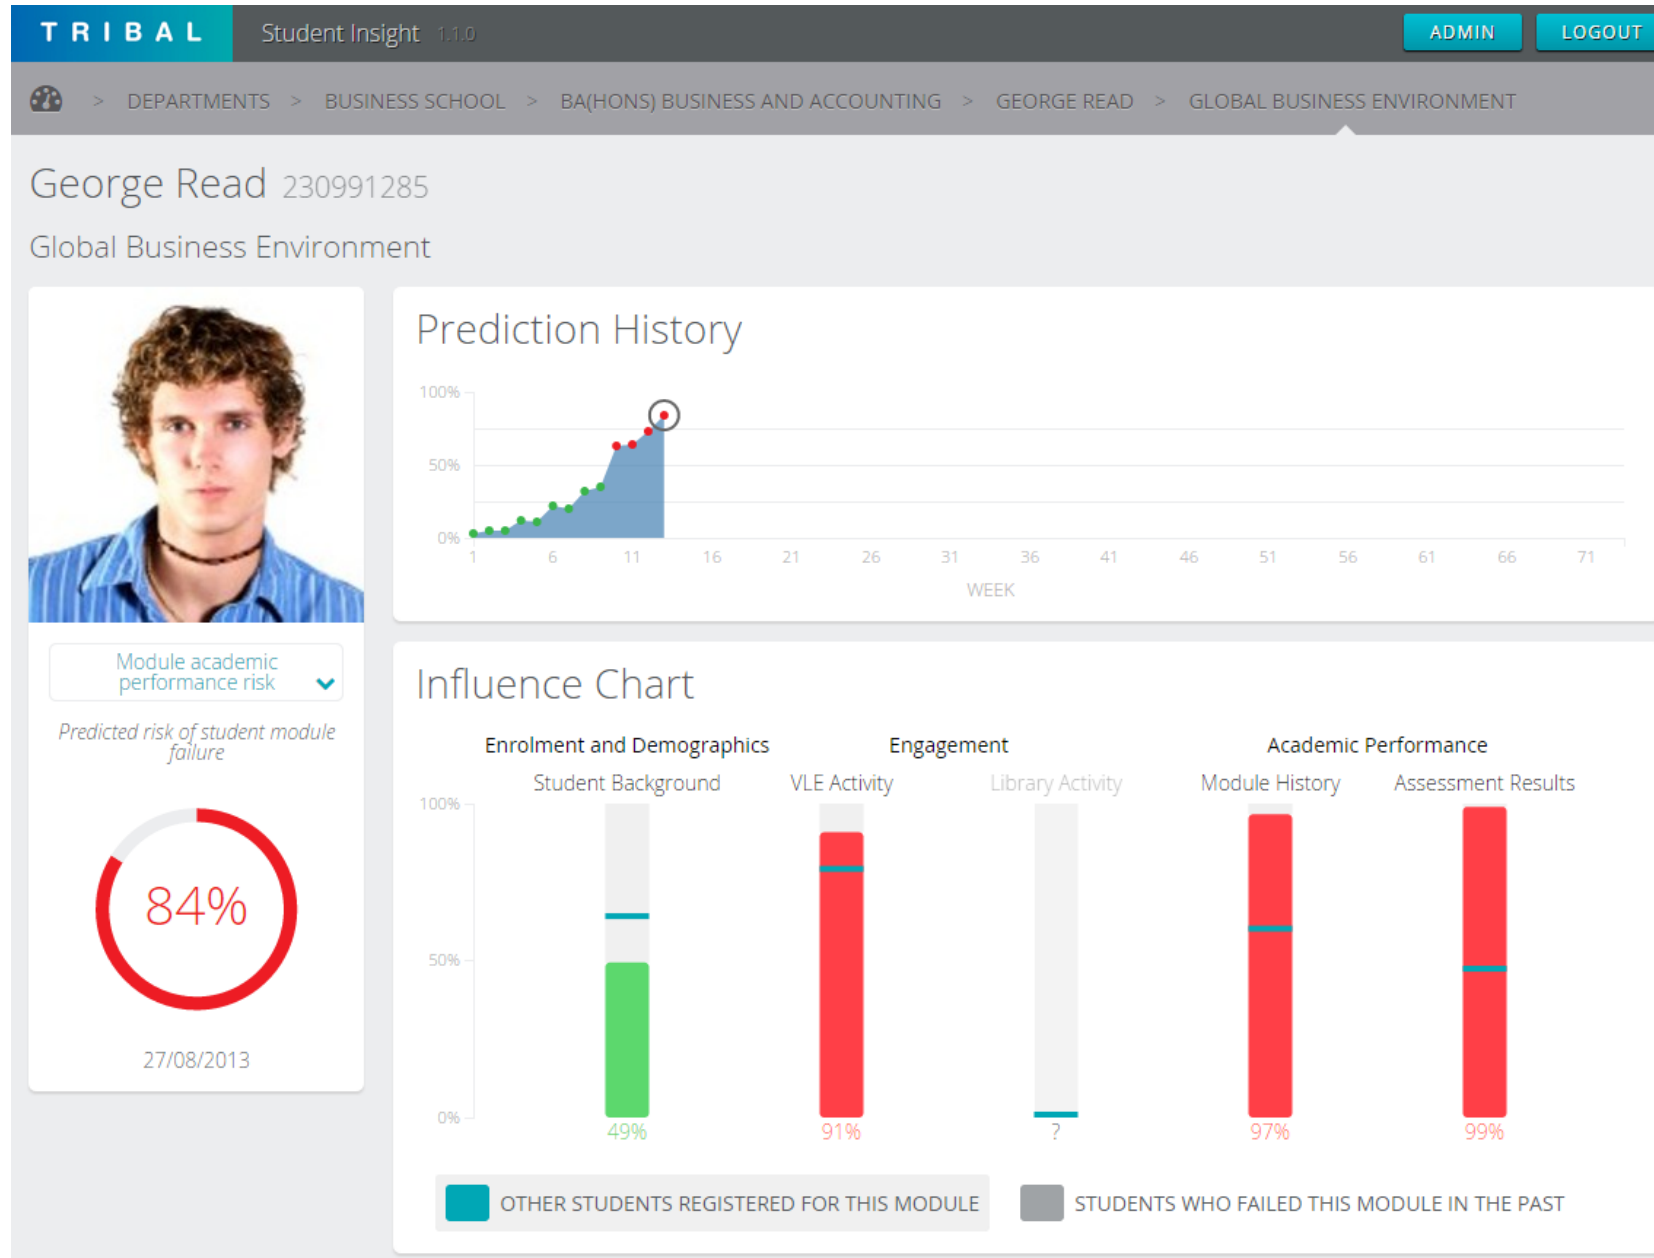 TRIBAL Student Insight 1.1.0 ADMIN LOGOUT
> DEPARTMENTS > BUSINESS SCHOOL > BA(HONS) BUSINESS AND ACCOUNTING > GEORGE READ > GLOBAL BUSINESS ENVIRONMENT
George Read 230991285
Global Business Environment
Module academic
performance risk
Predicted risk of student module
failure
84%
27/08/2013
Prediction History
100%
50%
0%
1 6 11 16 21 26 31 36 41 46 51 56 61 66 71
WEEK
Influence Chart
Enrolment and Demographics Engagement Academic Performance
Student Background VLE Activity Library Activity Module History Assessment Results
100%
50%
0%
49% 91% ? 97% 99%
OTHER STUDENTS REGISTERED FOR THIS MODULE STUDENTS WHO FAILED THIS MODULE IN THE PAST